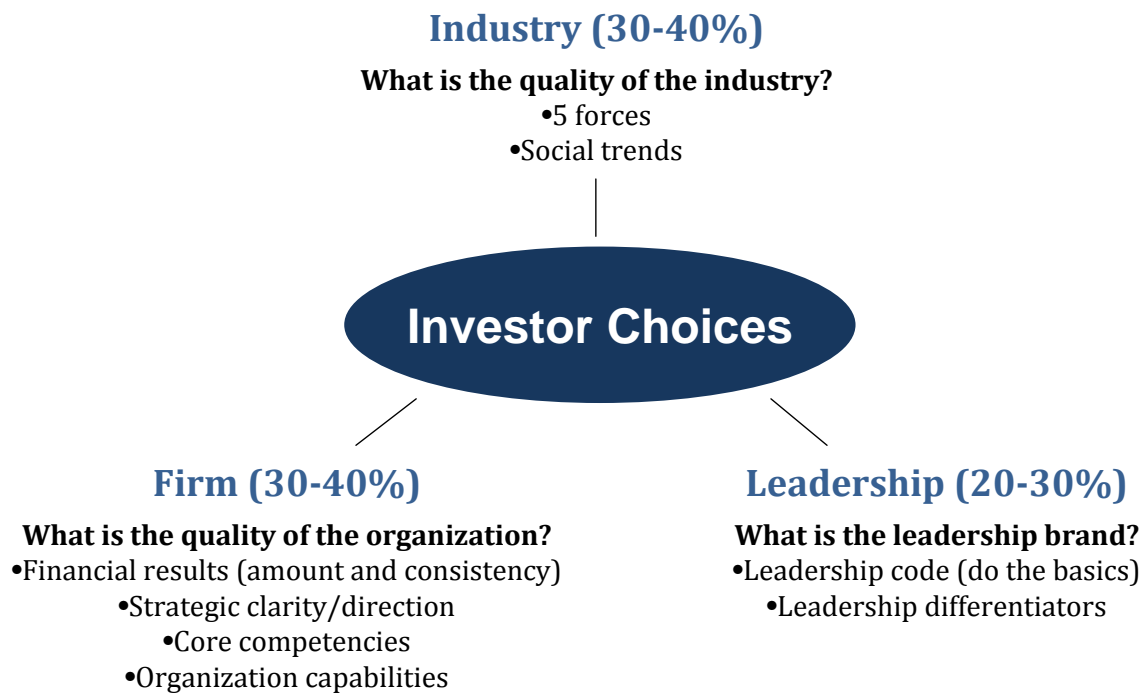 Industry (30-40%)
What is the quality of the industry?
•5 forces
•Social trends
Investor Choices
Firm (30-40%)
What is the quality of the organization?
•Financial results (amount and consistency)
•Strategic clarity/direction
•Core competencies
•Organization capabilities
Leadership (20-30%)
What is the leadership brand?
•Leadership code (do the basics)
•Leadership differentiators